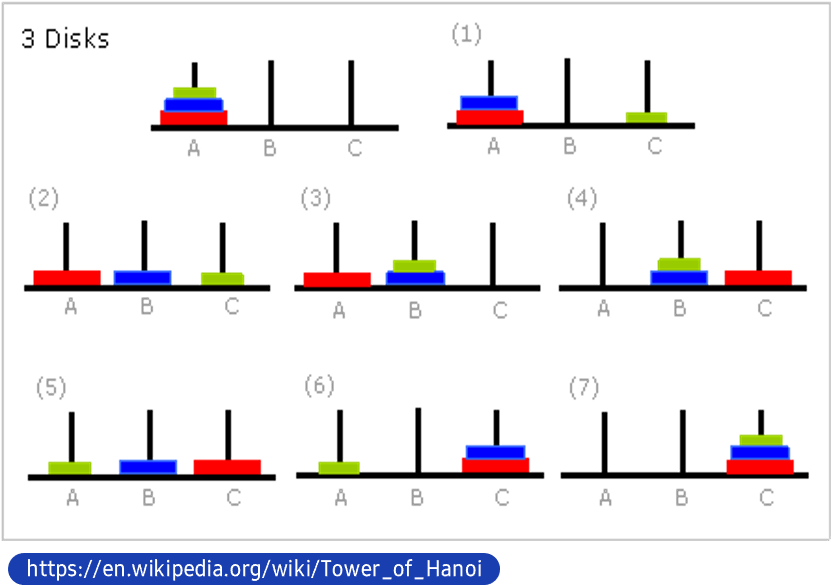 3 Disks
(1)
A B C
A B C
(2) (3) (4)
A B C
A B C
A B C
(5) (6) (7)
A B C
A B C
A B C
https://en.wikipedia.org/wiki/Tower_of_Hanoi